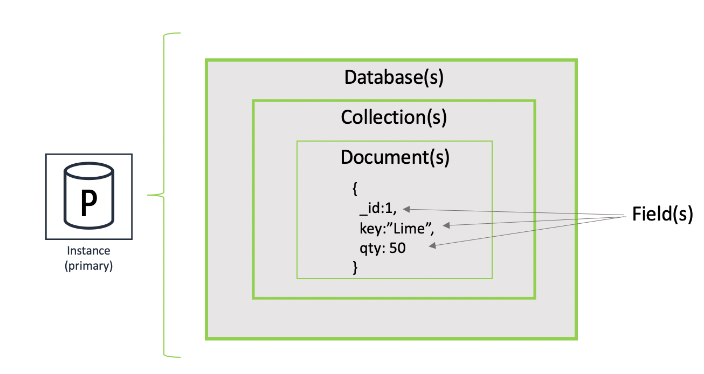 Database(s)
Collection(s)
Document(s)
{
_id:1,
key:”Lime”,
qty: 50
}
Field(s)
P
Instance
(primary)